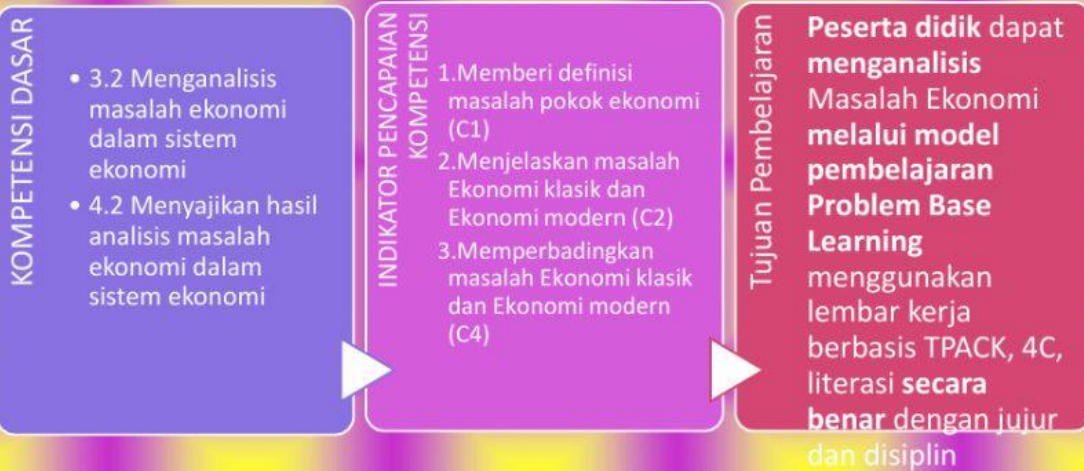 KOMPETENSI DASAR
• 3.2 Menganalisis
masalah ekonomi
dalam sistem
ekonomi
• 4.2 Menyajikan hasil
analisis masalah
ekonomi dalam
sistem ekonomi
INDIKATOR PENCAPAIAN
KOMPETENSI
1.Memberi definisi
masalah pokok ekonomi
(C1)
2.Menjelaskan masalah
Ekonomi klasik dan
Ekonomi modern (C2)
3.Memperbadingkan
masalah Ekonomi klasik
dan Ekonomi modern
(C4)
Tujuan Pembelajaran
Peserta didik dapat
menganalisis
Masalah Ekonomi
melalui model
pembelajaran
Problem Base
Learning
menggunakan
lembar kerja
berbasis TPACK, 4C,
literasi secara
benar dengan jujur
dan disiplin